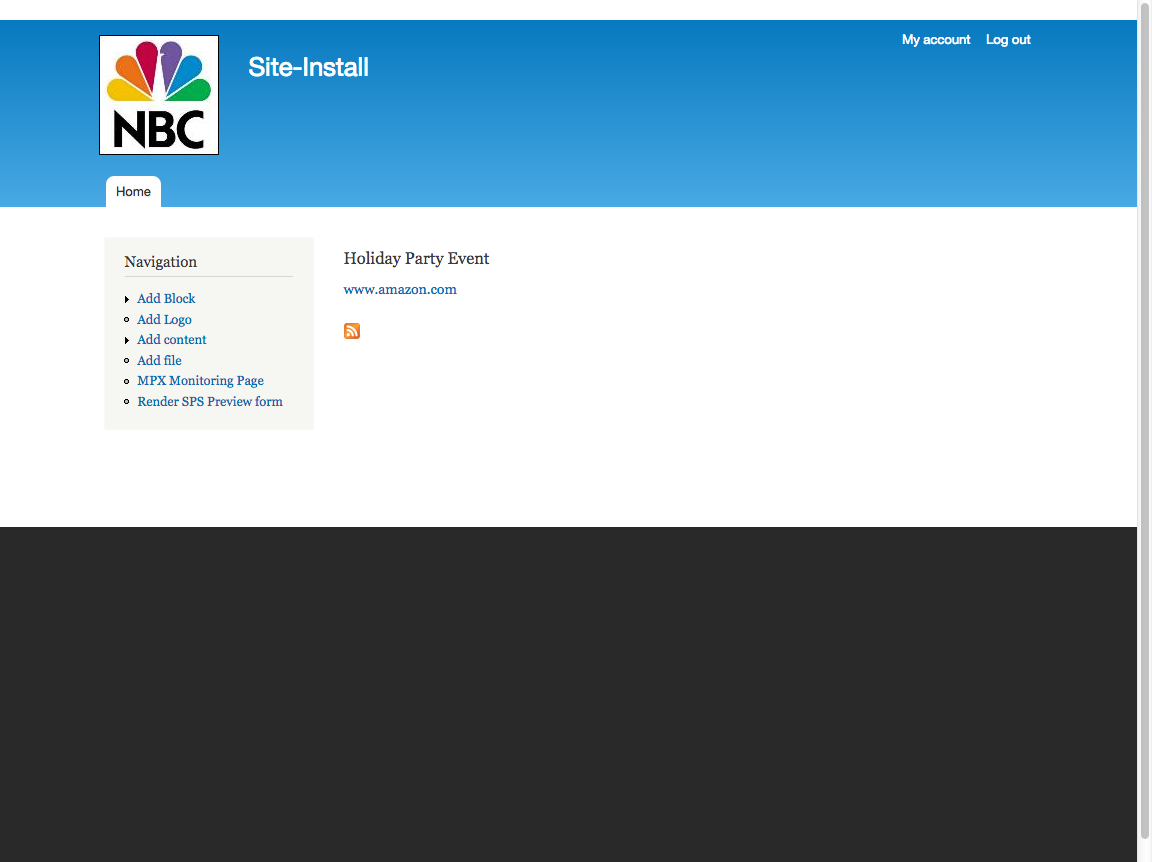 My account Log out
NBC
Site-Install
Home
Navigation
Add Block
Add Logo
Add content
Add file
MPX Monitoring Page
Render SPS Preview form
Holiday Party Event
www.amazon.com